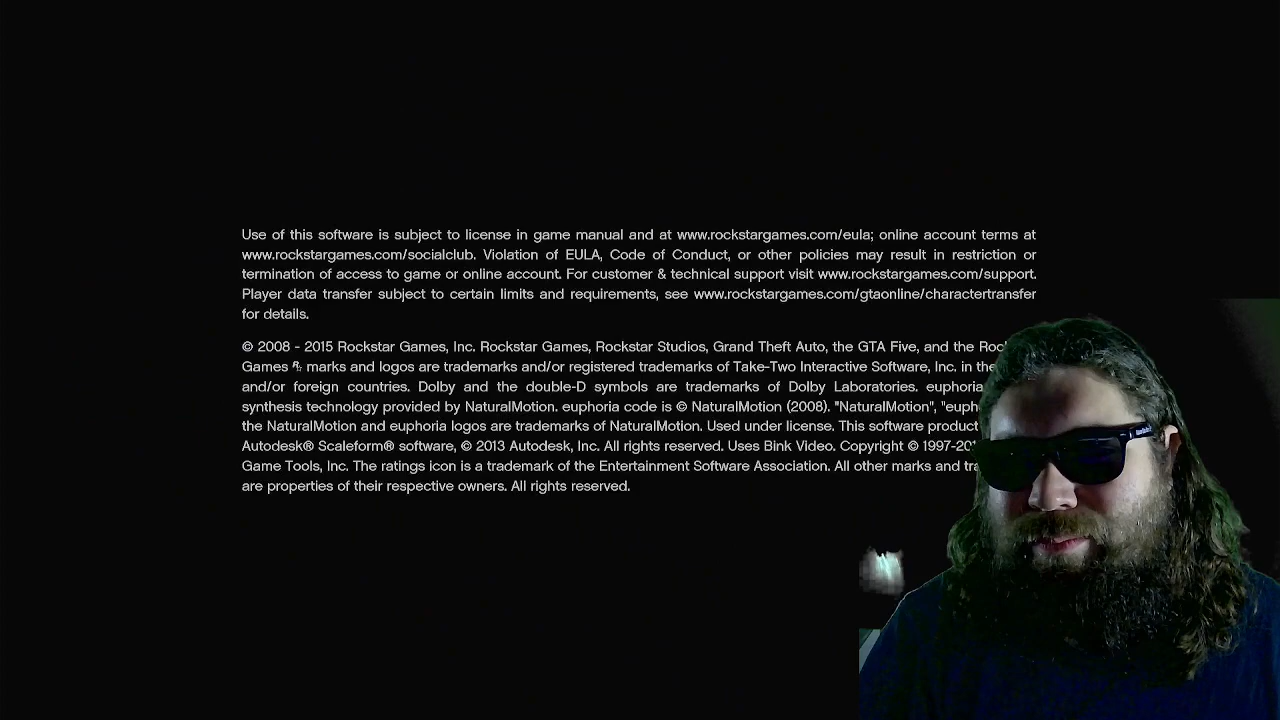 Use of this software is subject to license in game manual and at www.rockstargames.com/eula; online account terms at
www.rockstargames.com/socialclub. Violation of EULA, Code of Conduct, or other policies may result in restriction or
termination of access to game or online account. For customer & technical support visit www.rockstargames.com/support.
Player data transfer subject to certain limits and requirements, see www.rockstargames.com/gtaonline/charactertransfer
for details.
© 2008 - 2015 Rockstar Games, Inc. Rockstar Games, Rockstar Studios, Grand Theft Auto, the GTA Five, and the
Games R* marks and logos are trademarks and/or registered trademarks of Take-Two Interactive Software, Inc. in the
and/or foreign countries. Dolby and the double-D symbols are trademarks of Dolby Laboratories. euphoria
synthesis technology provided by NaturalMotion. euphoria code is © NaturalMotion (2008). "NaturalMotion",
the NaturalMotion and euphoria logos are trademarks of NaturalMotion. Used under license. This software product
Autodesk® Scaleform® software, © 2013 Autodesk, Inc. All rights reserved. Uses Bink Video. Copyright ©
Game Tools, Inc. The ratings icon is a trademark of the Entertainment Software Association. All other marks and
are properties of their respective owners. All rights reserved.